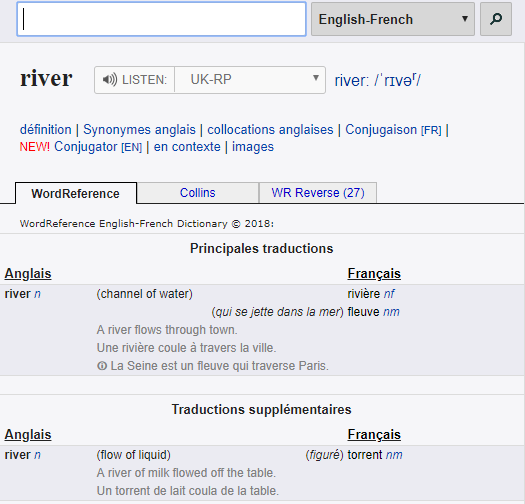 English-French
river LISTEN: UK-RP river: /ˈrɪvəʳ/
définition | Synonymes anglais | collocations anglaises | Conjugaison [FR] |
NEW! Conjugator [EN] | en contexte | images
WordReference Collins WR Reverse (27)
WordReference English-French Dictionary © 2018:
Principales traductions
Anglais Français
river n (channel of water) rivière nf
(qui se jette dans la mer) fleuve nm
A river flows through town.
Une rivière coule à travers la ville.
ⓘ La Seine est un fleuve qui traverse Paris.
Traductions supplémentaires
Anglais Français
river n (flow of liquid) (figuré) torrent nm
A river of milk flowed off the table.
Un torrent de lait coula de la table.